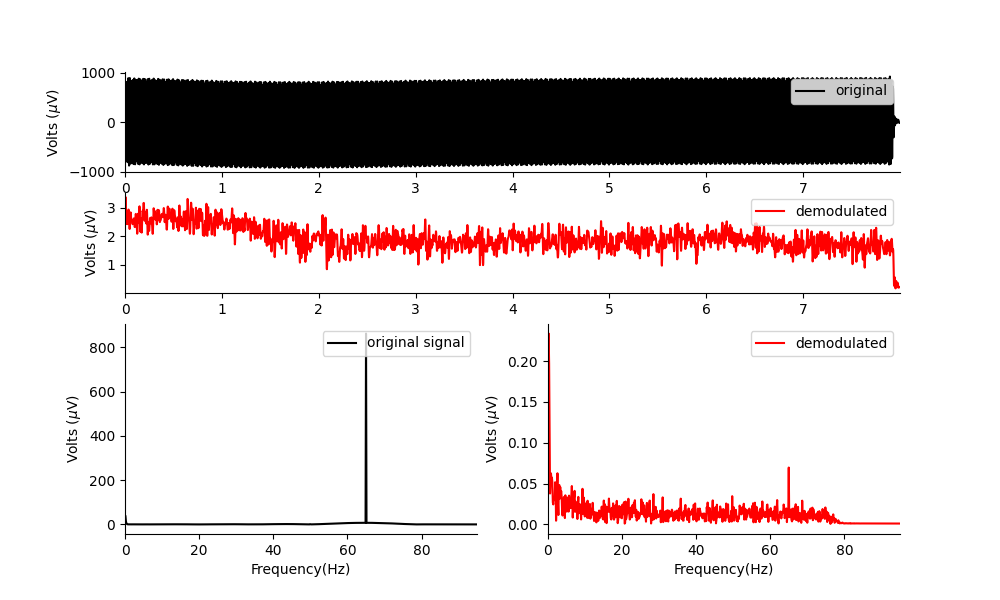 1000
0
−1000
Volts (μV)
original
0 1 2 3 4 5 6 7
3
2
1
Volts (μV)
demodulated
0 1 2 3 4 5 6 7
800
600
400
200
0
Volts (μV)
original signal
0 20 40 60 80
Frequency(Hz)
0.20
0.15
0.10
0.05
0.00
Volts (μV)
demodulated
0 20 40 60 80
Frequency(Hz)